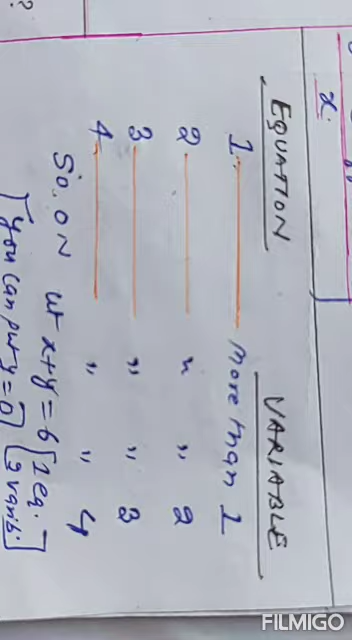 x.
EQUATION VARIABLE
1. more than 1
2 " " 2
3 " " 3
4 " " 4
So. ON let x+y=6 [1 eq.
[You can put y=0] 2 variabl.]
FILMIGO